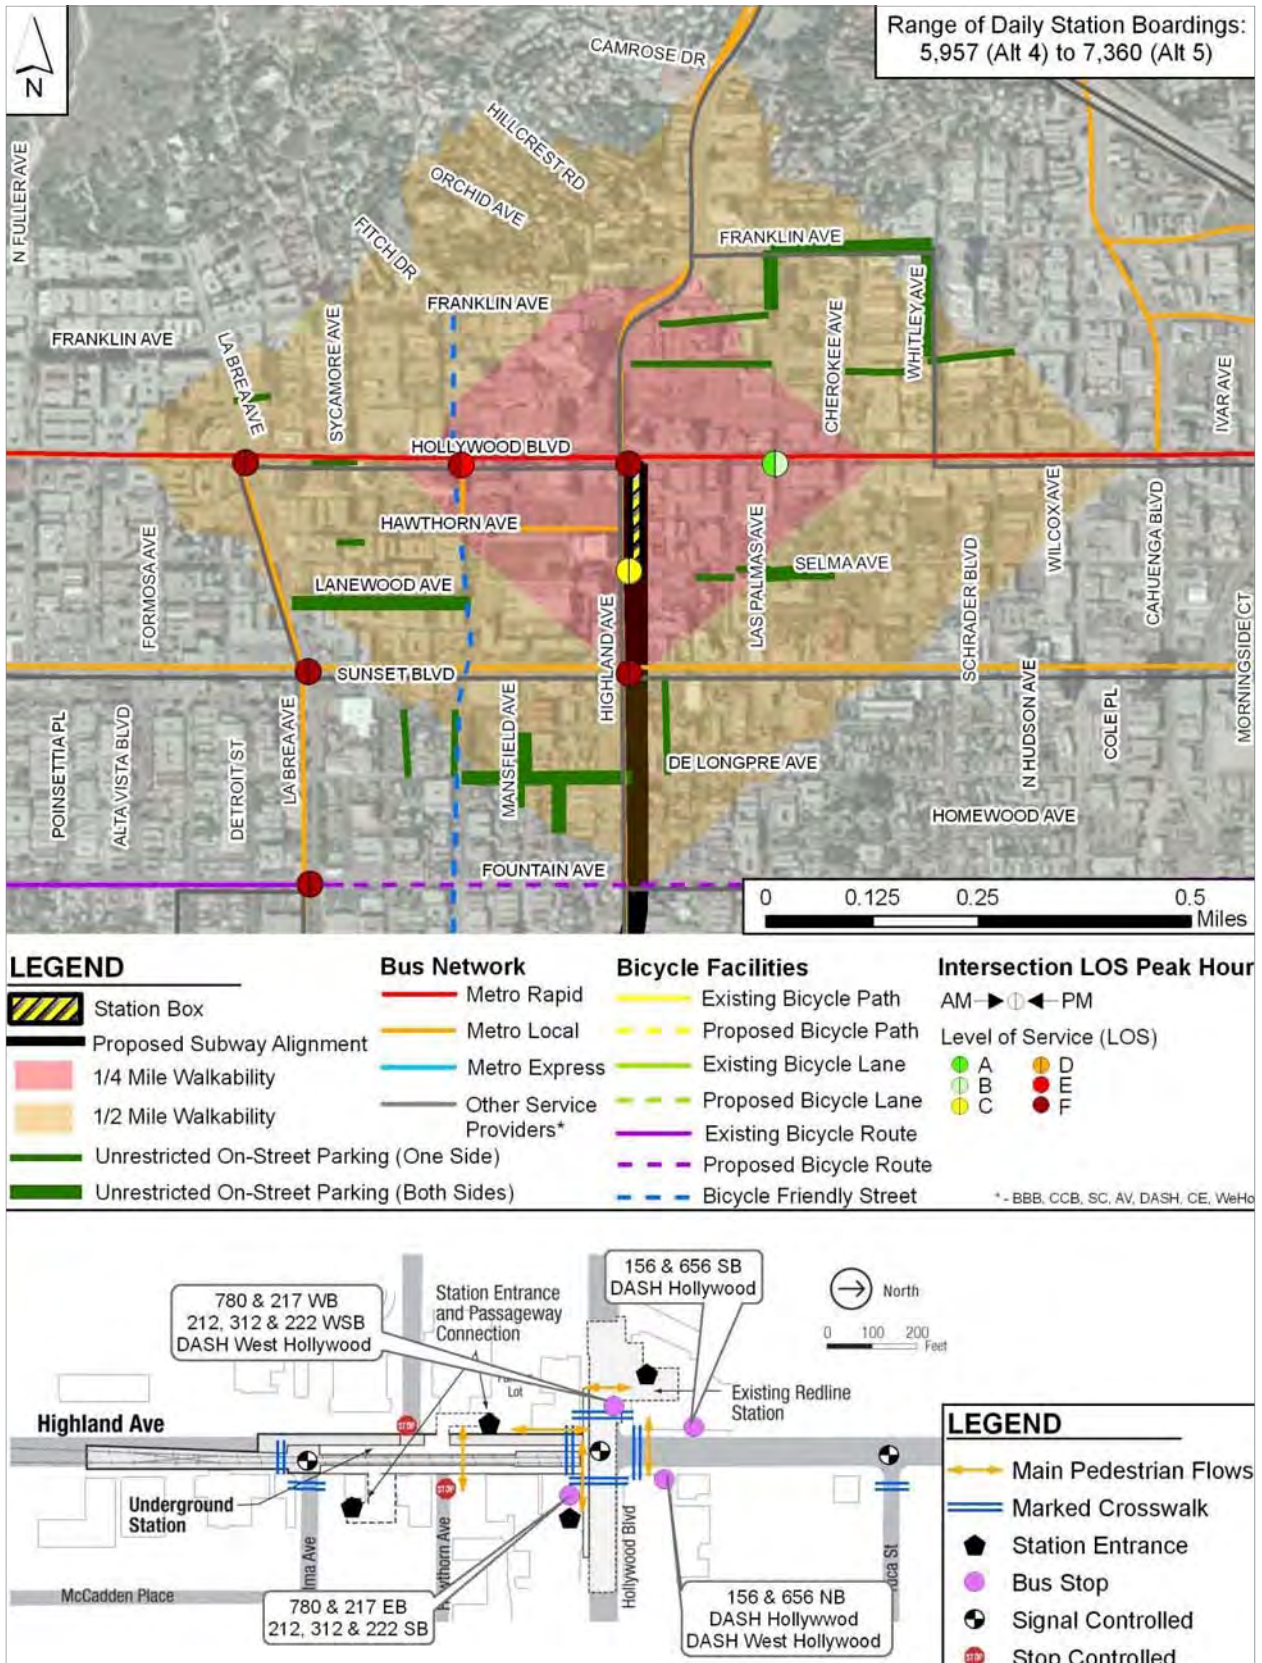 Range of Daily Station Boardings:
5,957 (Alt 4) to 7,360 (Alt 5)
N
CAMROSE DR
HILLCREST RD
ORCHID AVE
FITCH DR
N FULLER AVE
FRANKLIN AVE
FRANKLIN AVE
FRANKLIN AVE
LA BREA AVE
SYCAMORE AVE
CHEROKEE AVE
WHITLEY AVE
IVAR AVE
HOLLYWOOD BLVD
HAWTHORN AVE
LANEWOOD AVE
FORMOSA AVE
LAS PALMAS AVE
SELMA AVE
SCHRADER BLVD
WILCOX AVE
CAHUENGA BLVD
MORNINGSIDE CT
HIGHLAND AVE
SUNSET BLVD
POINSETTIA PL
ALTA VISTA BLVD
DETROIT ST
LA BREA AVE
MANSFIELD AVE
DE LONGPRE AVE
N HUDSON AVE
COLE PL
HOMEWOOD AVE
FOUNTAIN AVE
0 0.125 0.25 0.5
Miles
LEGEND
Station Box
Proposed Subway Alignment
1/4 Mile Walkability
1/2 Mile Walkability
Unrestricted On-Street Parking (One Side)
Unrestricted On-Street Parking (Both Sides)
Bus Network
Metro Rapid
Metro Local
Metro Express
Other Service
Providers*
Bicycle Facilities
Existing Bicycle Path
Proposed Bicycle Path
Existing Bicycle Lane
Proposed Bicycle Lane
Existing Bicycle Route
Proposed Bicycle Route
Bicycle Friendly Street
Intersection LOS Peak Hour
AM PM
Level of Service (LOS)
A D
B E
C F
* - BBB, CCB, SC, AV, DASH, CE, WeHo
780 & 217 WB
212, 312 & 222 WSB
DASH West Hollywood
Station Entrance
and Passageway
Connection
156 & 656 SB
DASH Hollywood
North
0 100 200
Feet
Lot
Existing Redline
Station
Highland Ave
STOP
STOP
Underground
Station
McCadden Place
Hollywood Blvd
780 & 217 EB
212, 312 & 222 SB
156 & 656 NB
DASH Hollywwod
DASH West Hollywood
LEGEND
Main Pedestrian Flows
Marked Crosswalk
Station Entrance
Bus Stop
Signal Controlled
STOP Stop Controlled